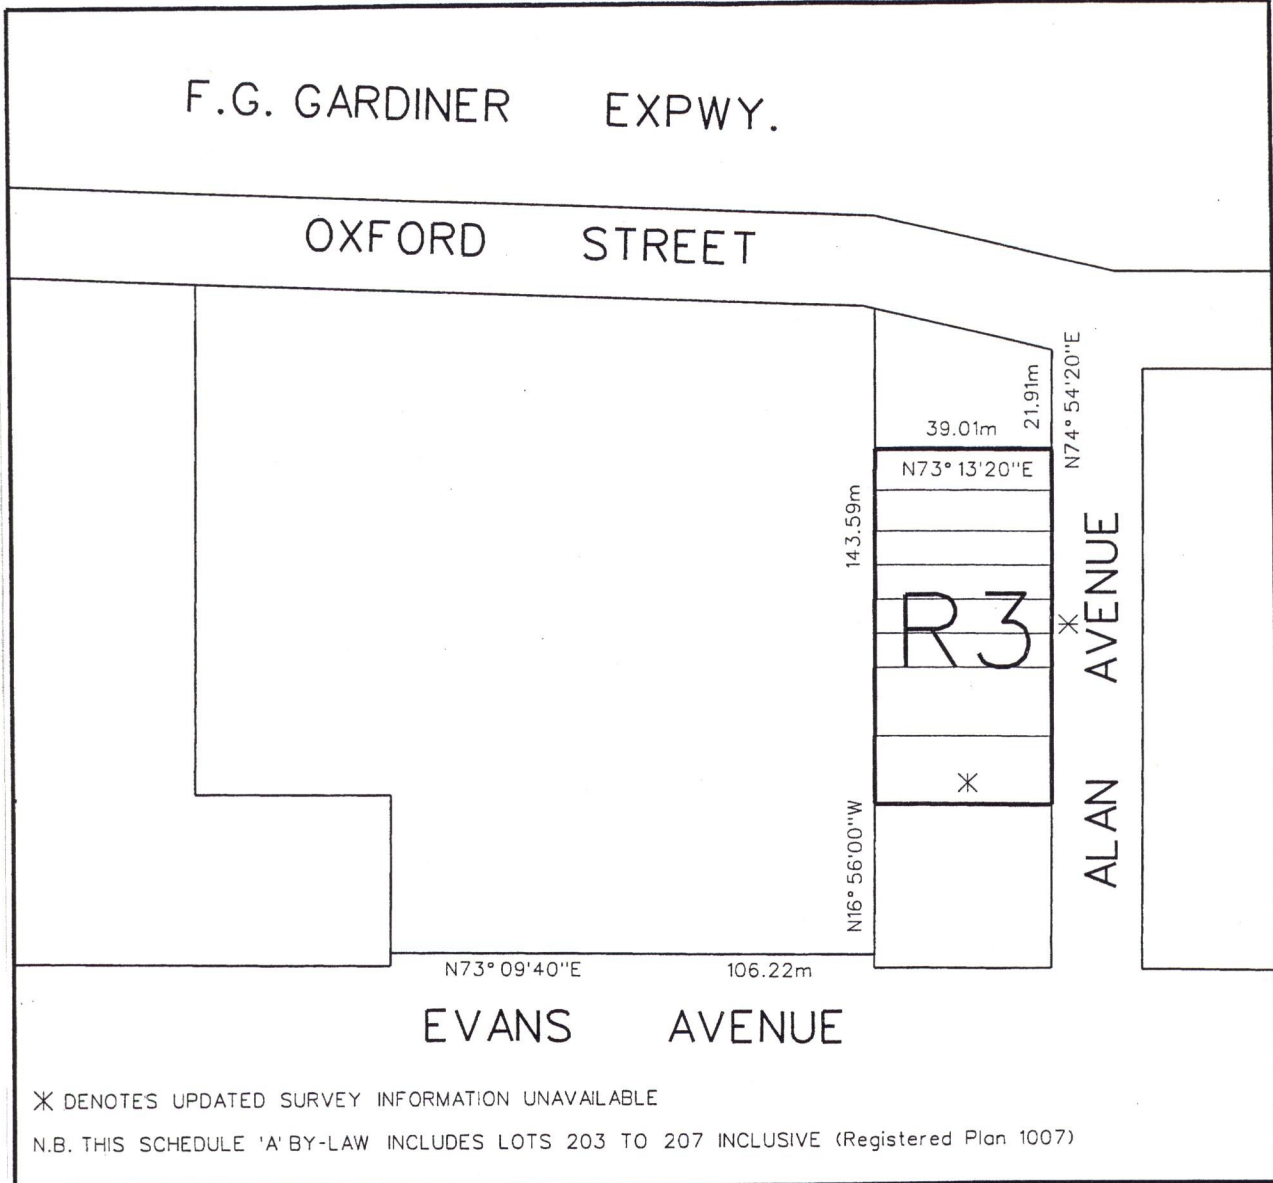 F.G. GARDINER EXPWY.
OXFORD STREET
21.91m
N74° 54'20"E
39.01m
N73° 13'20"E
143.59m
R3
ALAN AVENUE
N16° 56'00"W
N73° 09'40"E 106.22m
EVANS AVENUE
DENOTES UPDATED SURVEY INFORMATION UNAVAILABLE
N.B. THIS SCHEDULE 'A' BY-LAW INCLUDES LOTS 203 TO 207 INCLUSIVE (Registered Plan 1007)